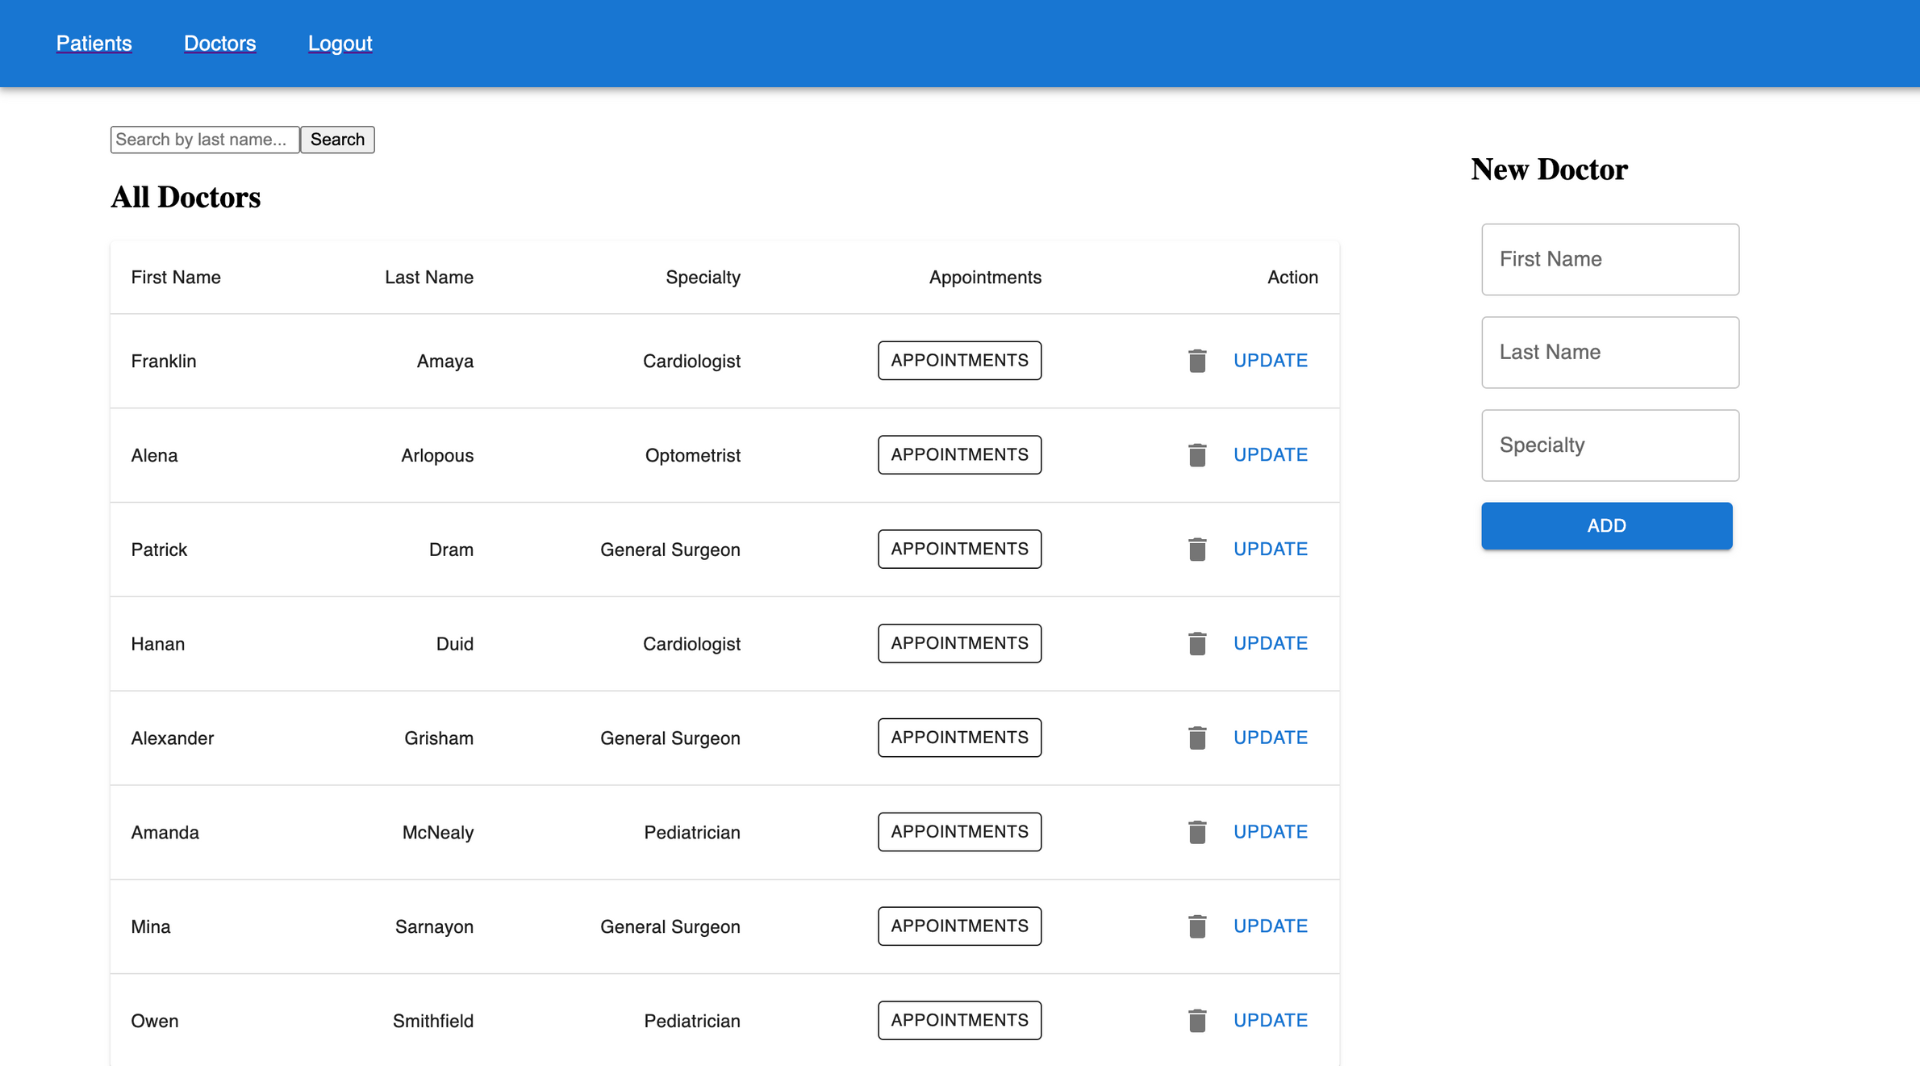 Patients Doctors Logout
Search by last name... Search
All Doctors
First Name Last Name Specialty Appointments Action
Franklin Amaya Cardiologist APPOINTMENTS UPDATE
Alena Arlopous Optometrist APPOINTMENTS UPDATE
Patrick Dram General Surgeon APPOINTMENTS UPDATE
Hanan Duid Cardiologist APPOINTMENTS UPDATE
Alexander Grisham General Surgeon APPOINTMENTS UPDATE
Amanda McNealy Pediatrician APPOINTMENTS UPDATE
Mina Sarnayon General Surgeon APPOINTMENTS UPDATE
Owen Smithfield Pediatrician APPOINTMENTS UPDATE
New Doctor
First Name
Last Name
Specialty
ADD